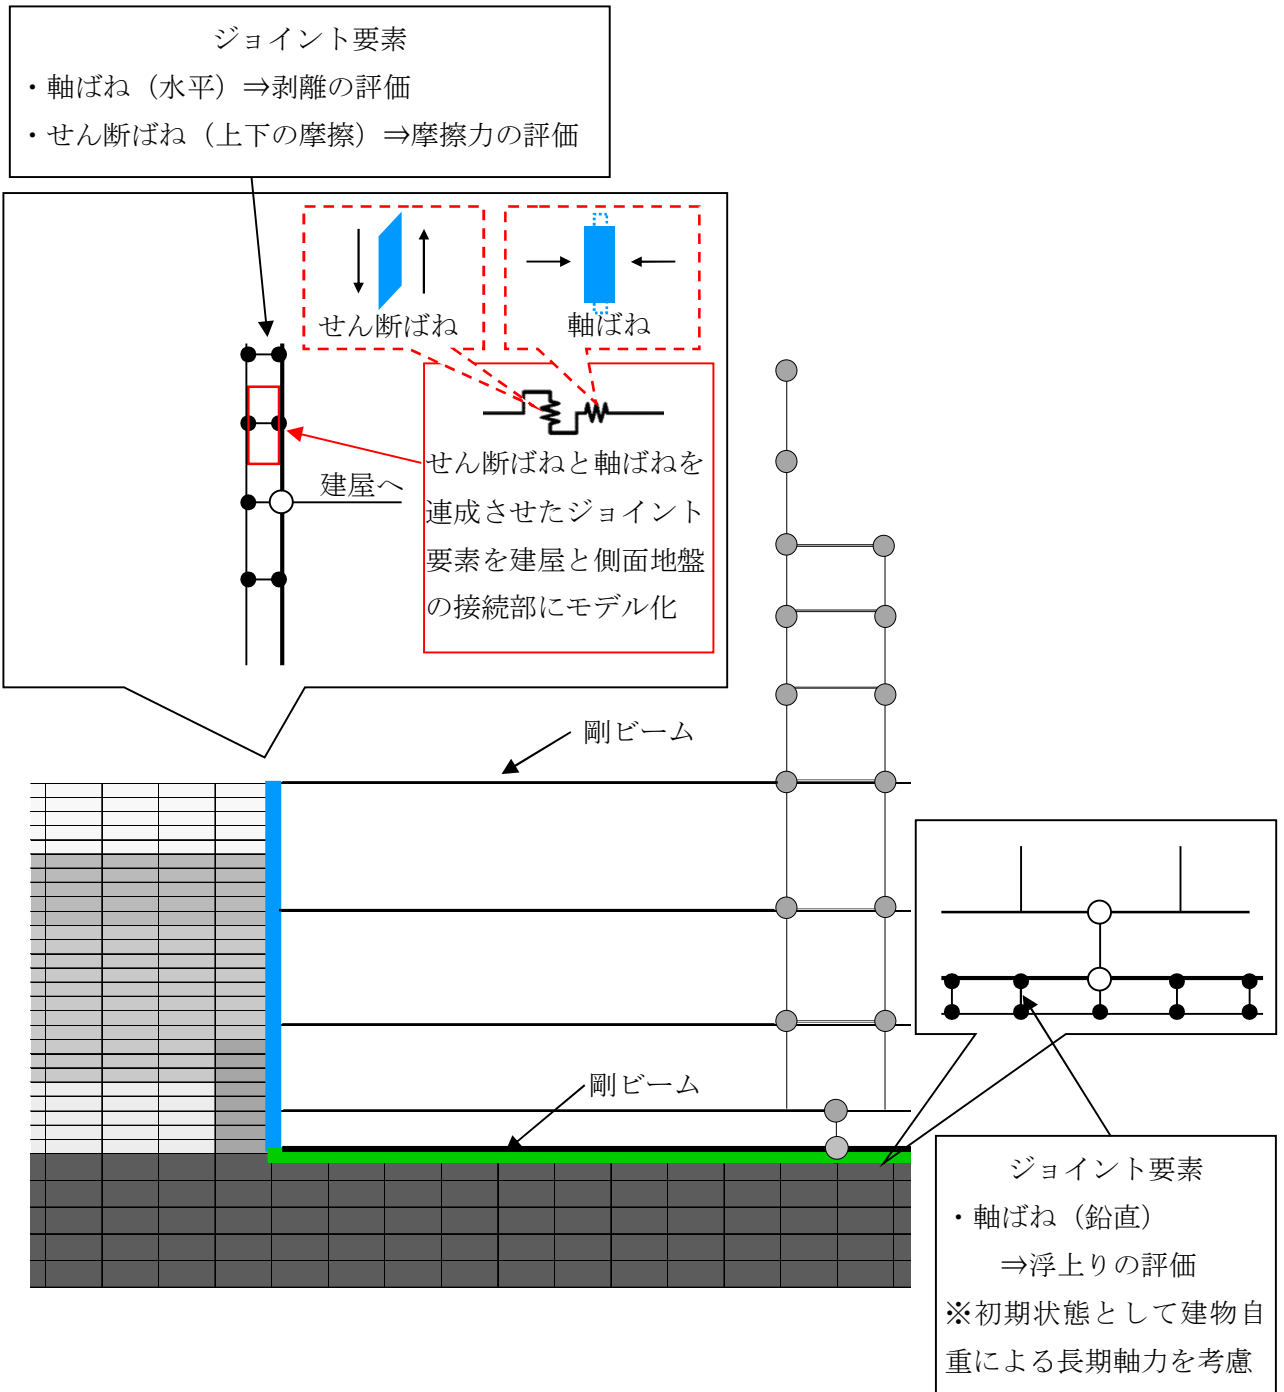 ジョイント要素
・軸ばね（水平）⇒剥離の評価
・せん断ばね（上下の摩擦）⇒摩擦力の評価
せん断ばね
軸ばね
せん断ばねと軸ばねを
連成させたジョイント
要素を建屋と側面地盤
の接続部にモデル化
建屋へ
剛ビーム
剛ビーム
ジョイント要素
・軸ばね（鉛直）
⇒浮上りの評価
※初期状態として建物自
重による長期軸力を考慮